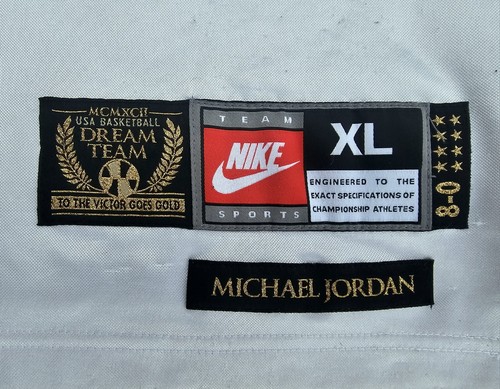 MCMXCII
USA BASKETBALL
DREAM
TEAM
TO THE VICTOR GOES GOLD
TEAM
NIKE
SPORTS
XL
ENGINEERED TO THE
EXACT SPECIFICATIONS OF
CHAMPIONSHIP ATHLETES
8-0
MICHAEL JORDAN